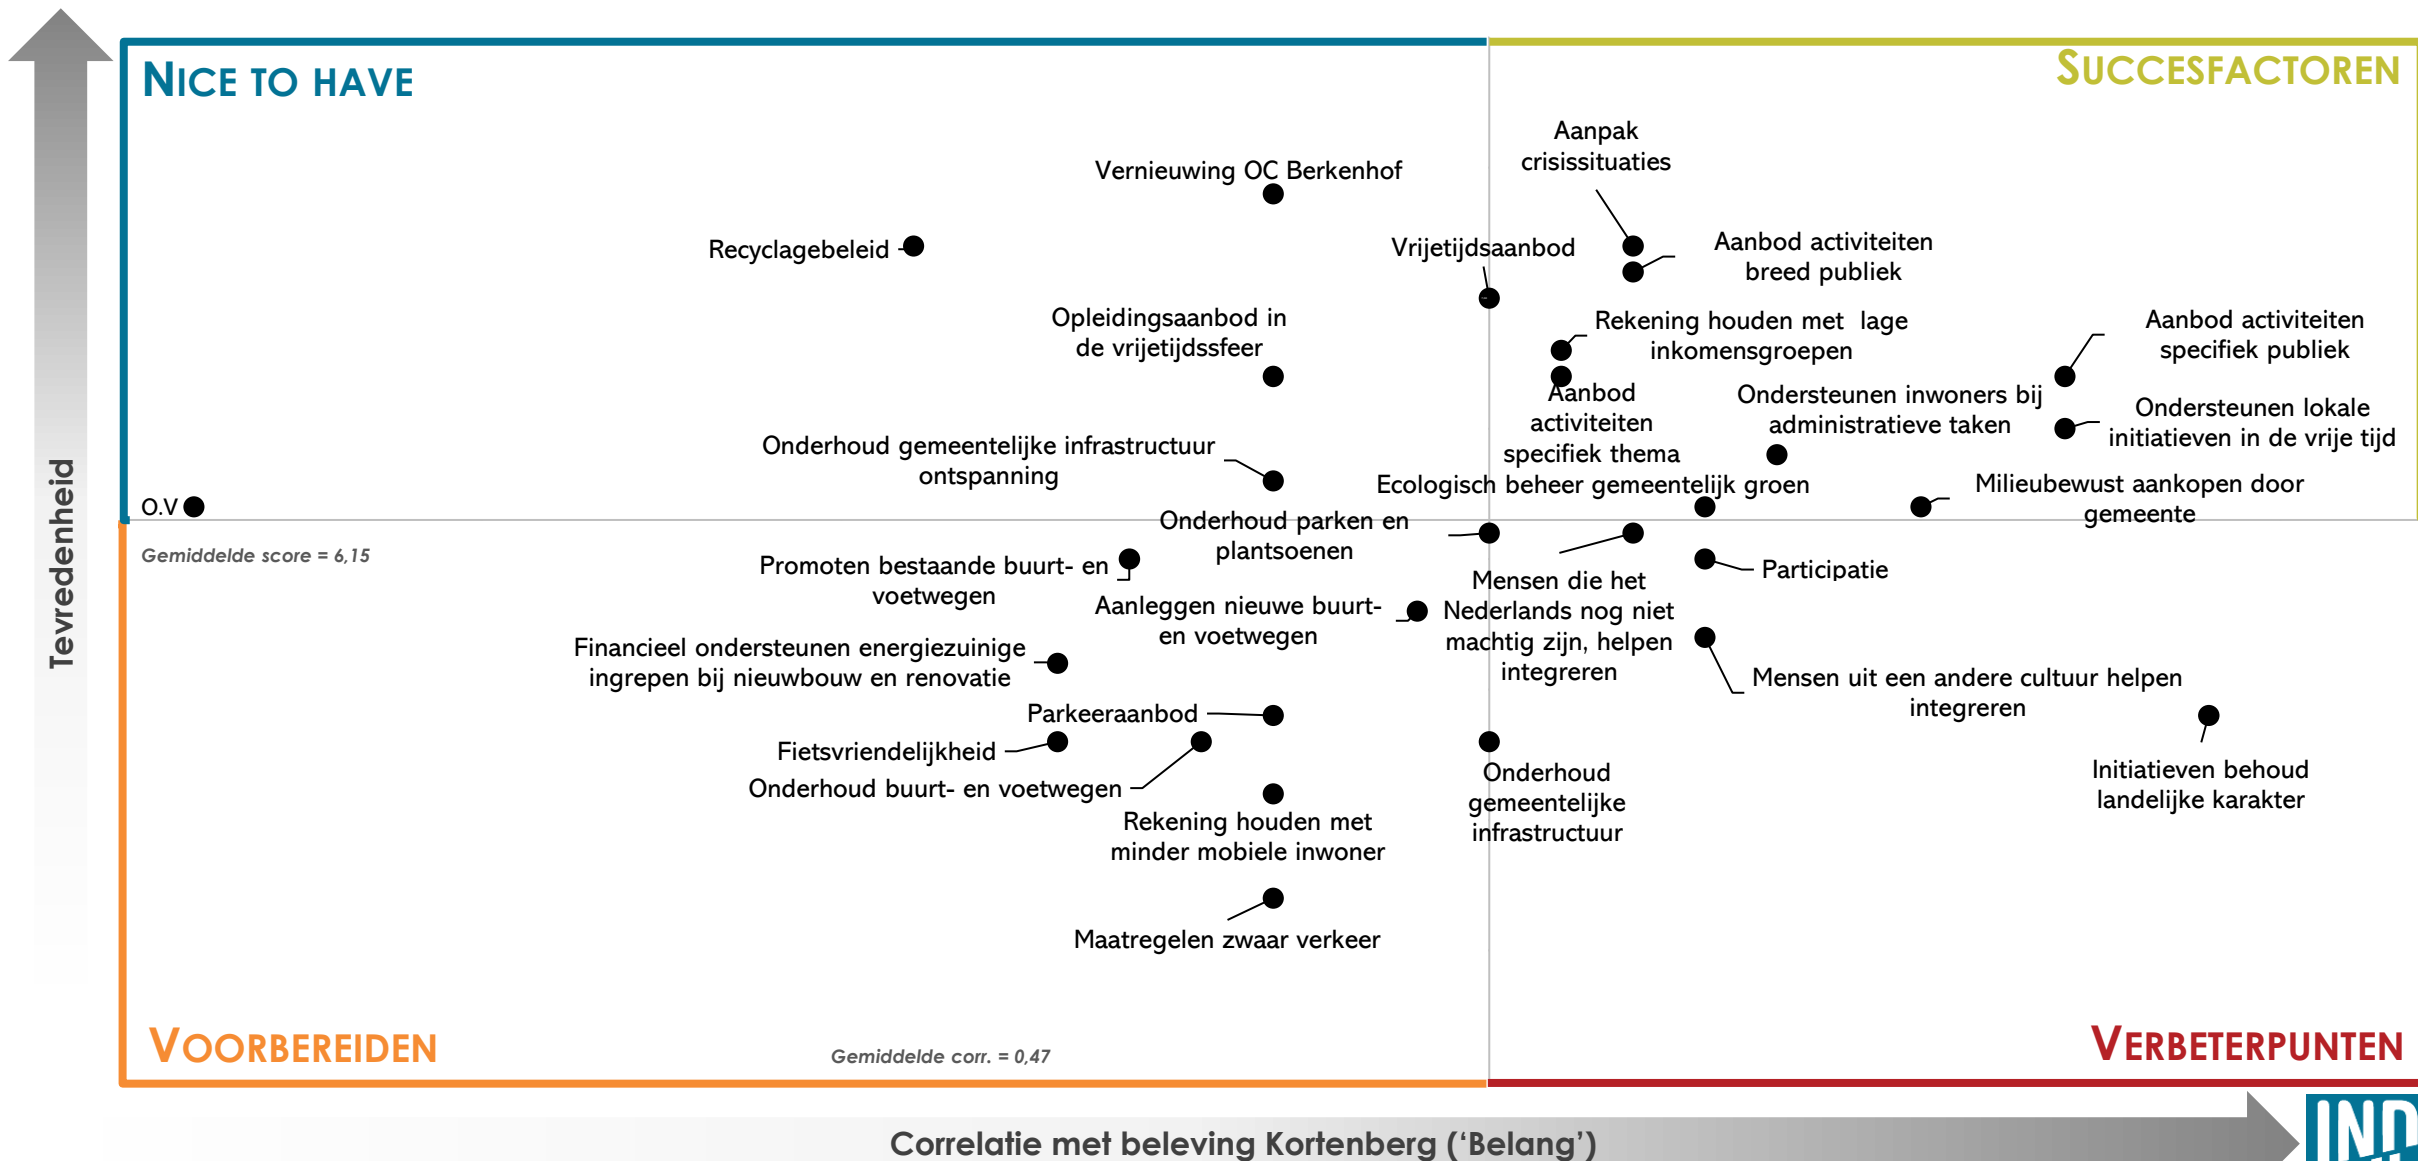 NICE TO HAVE
SUCCESFACTOREN
Aanpak
crisissituaties
Vernieuwing OC Berkenhof
Recyclagebeleid
Vrijetijdsaanbod
Aanbod activiteiten
breed publiek
Opleidingsaanbod in
de vrijetijdssfeer
Rekening houden met lage
inkomensgroepen
Aanbod activiteiten
specifiek publiek
Aanbod
activiteiten
specifiek thema
Ondersteunen inwoners bij
administratieve taken
Ondersteunen lokale
initiatieven in de vrije tijd
Onderhoud gemeentelijke infrastructuur
ontspanning
Ecologisch beheer gemeentelijk groen
Milieubewust aankopen door
gemeente
O.V
Tevredenheid
Gemiddelde score = 6,15
Onderhoud parken en
plantsoenen
Promoten bestaande buurt- en
voetwegen
Participatie
Mensen die het
Nederlands nog niet
machtig zijn, helpen
integreren
Aanleggen nieuwe buurt-
en voetwegen
Financieel ondersteunen energiezuinige
ingrepen bij nieuwbouw en renovatie
Mensen uit een andere cultuur helpen
integreren
Parkeeraanbod
Fietsvriendelijkheid
Onderhoud buurt- en voetwegen
Onderhoud
gemeentelijke
infrastructuur
Initiatieven behoud
landelijke karakter
Rekening houden met
minder mobiele inwoner
Maatregelen zwaar verkeer
VOORBEREIDEN
Gemiddelde corr. = 0,47
VERBETERPUNTEN
Correlatie met beleving Kortenberg (‘Belang’)